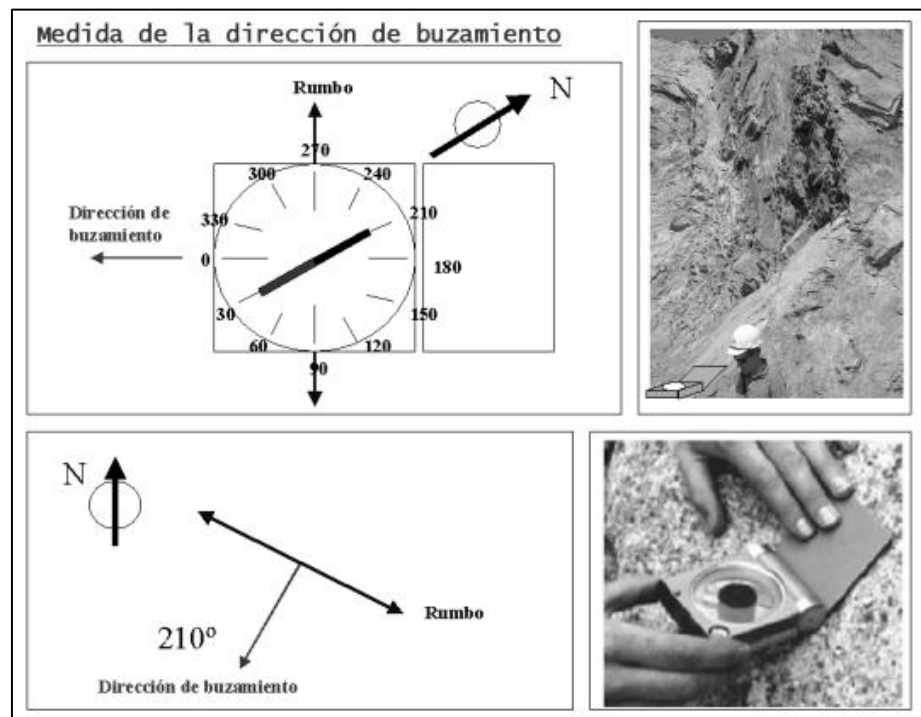 Medida de la dirección de buzamiento
N
Rumbo
270
300
240
330
210
Dirección de
buzamiento
0
180
30
150
60
120
90
N
Rumbo
210º
Dirección de buzamiento